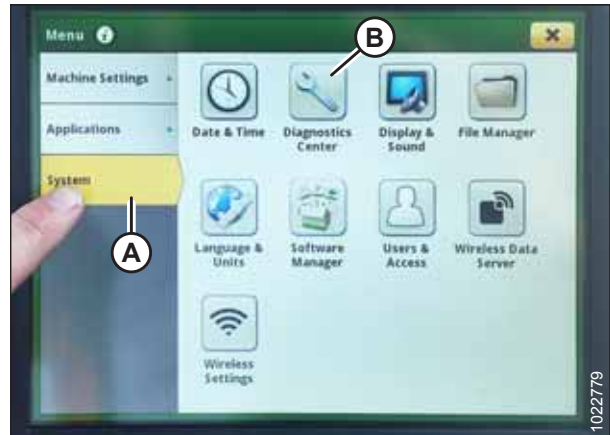 Menu
B
Machine Settings
Applications
System
A
Date & Time
Diagnostics
Center
Display &
Sound
File Manager
Language &
Units
Software
Manager
Users &
Access
Wireless Data
Server
Wireless
Settings
1022779